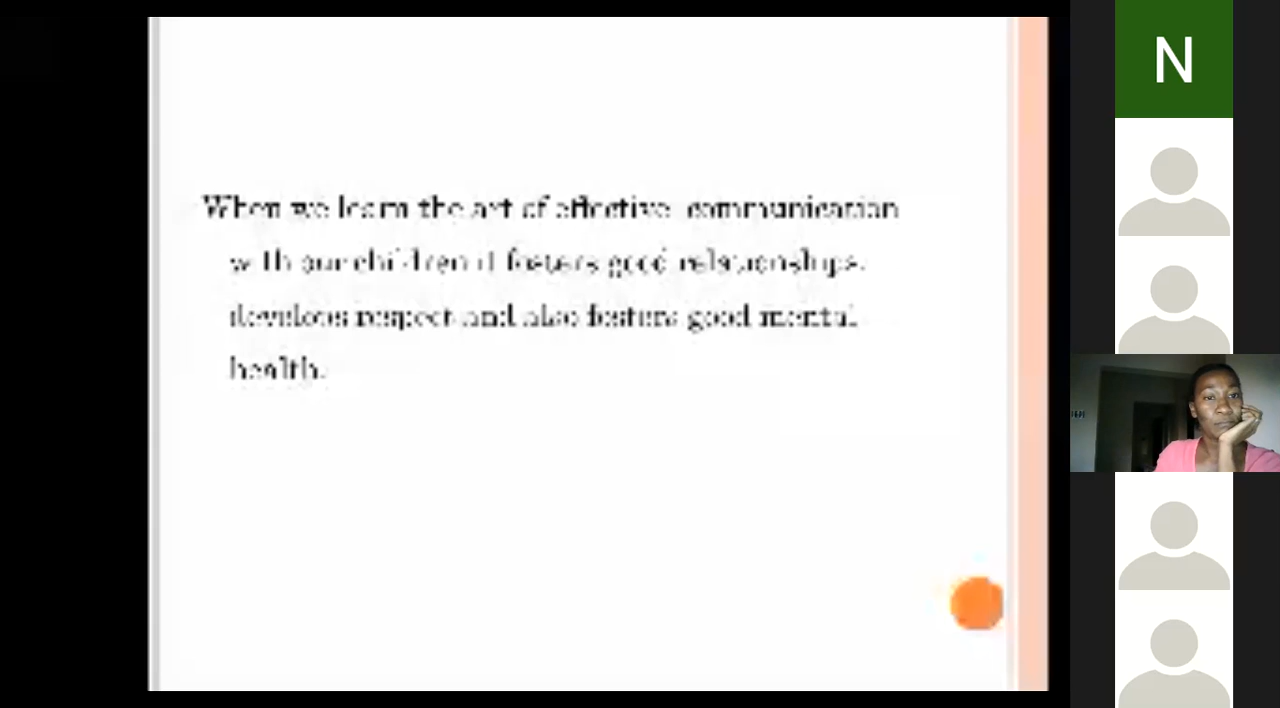 When we learn the art of effective communication
with our children it fosters good relationships,
develops respect and also fosters good mental
health.
N